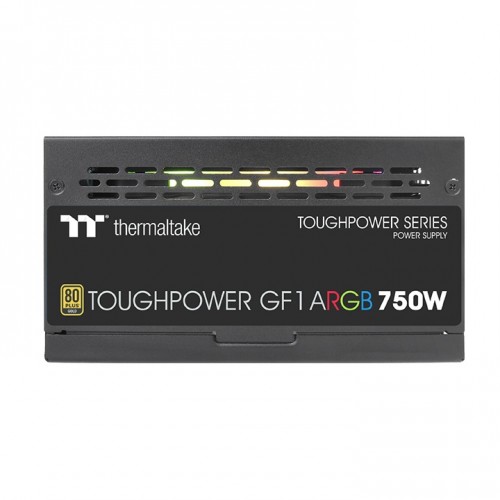 thermaltake
TOUGHPOWER SERIES
POWER SUPPLY
80
PLUS
GOLD
TOUGHPOWER GF1 ARGB 750W